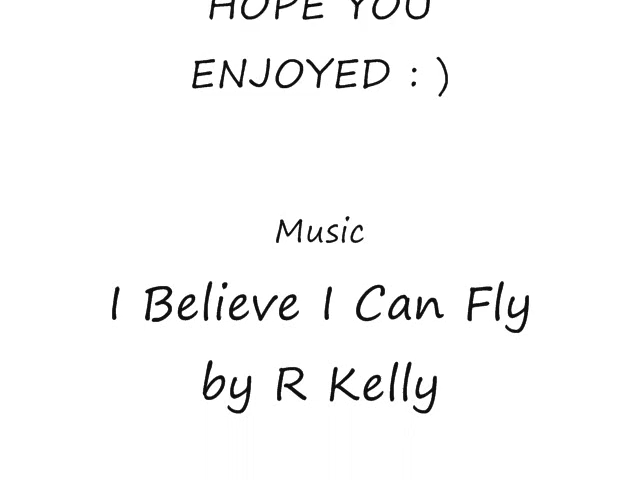 HOPE YOU
ENJOYED : )
Music
I Believe I Can Fly
by R Kelly